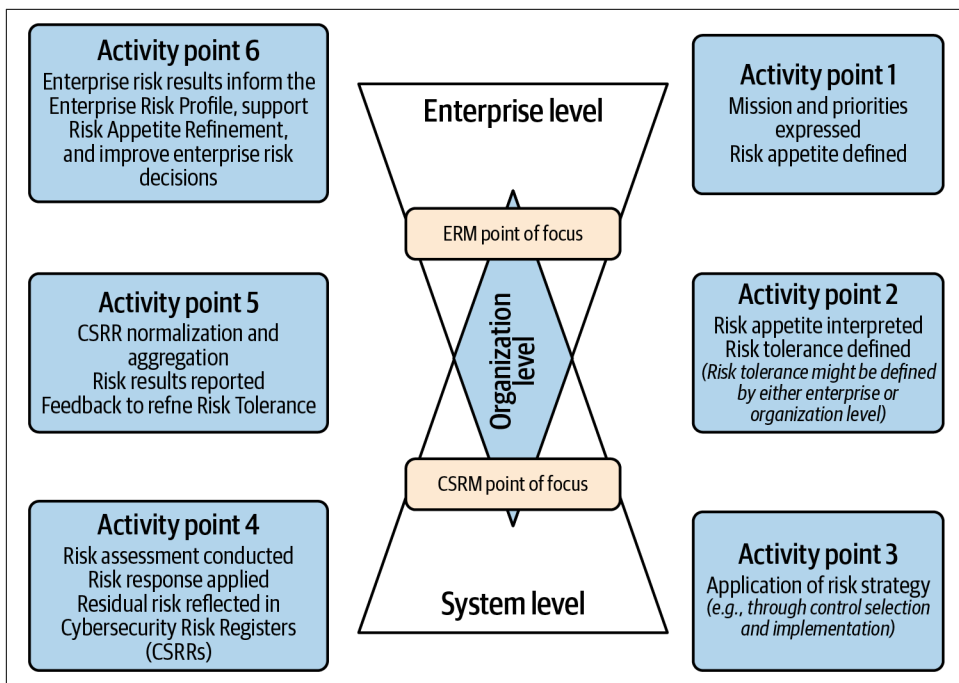 Activity point 6
Enterprise risk results inform the
Enterprise Risk Profile, support
Risk Appetite Refinement,
and improve enterprise risk
decisions
Enterprise level
Activity point 1
Mission and priorities
expressed
Risk appetite defined
ERM point of focus
Activity point 5
CSRR normalization and
aggregation
Risk results reported
Feedback to refne Risk Tolerance
Organization
level
Activity point 2
Risk appetite interpreted
Risk tolerance defined
(Risk tolerance might be defined
by either enterprise or
organization level)
CSRM point of focus
Activity point 4
Risk assessment conducted
Risk response applied
Residual risk reflected in
Cybersecurity Risk Registers
(CSRRs)
System level
Activity point 3
Application of risk strategy
(e.g., through control selection
and implementation)